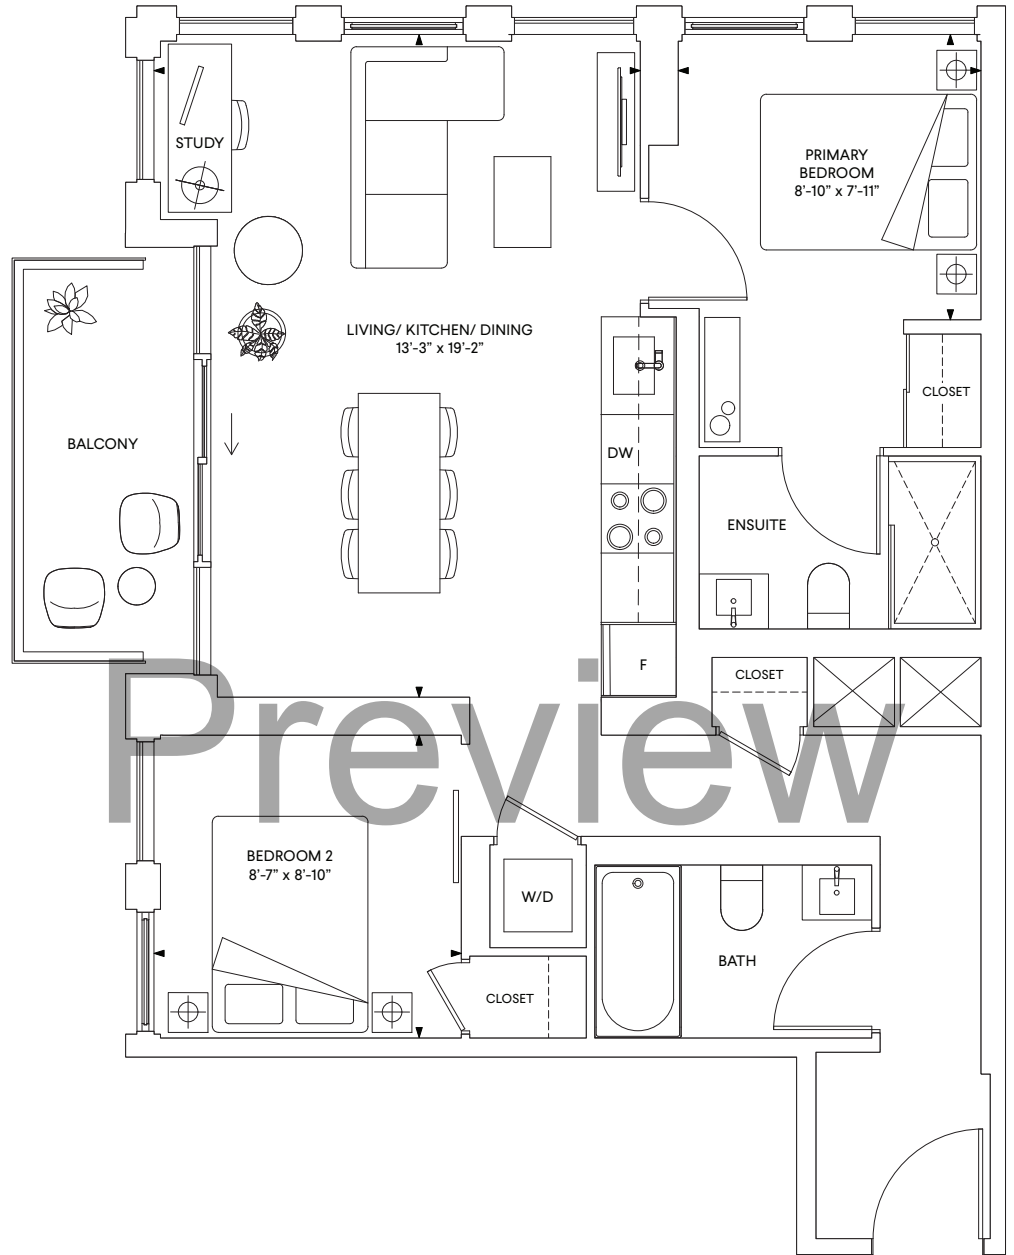 STUDY
PRIMARY
BEDROOM
8'-10" x 7'-11"
LIVING/ KITCHEN/ DINING
13'-3" x 19'-2"
CLOSET
BALCONY
DW
ENSUITE
F
CLOSET
Preview
BEDROOM 2
8'-7" x 8'-10"
W/D
BATH
CLOSET